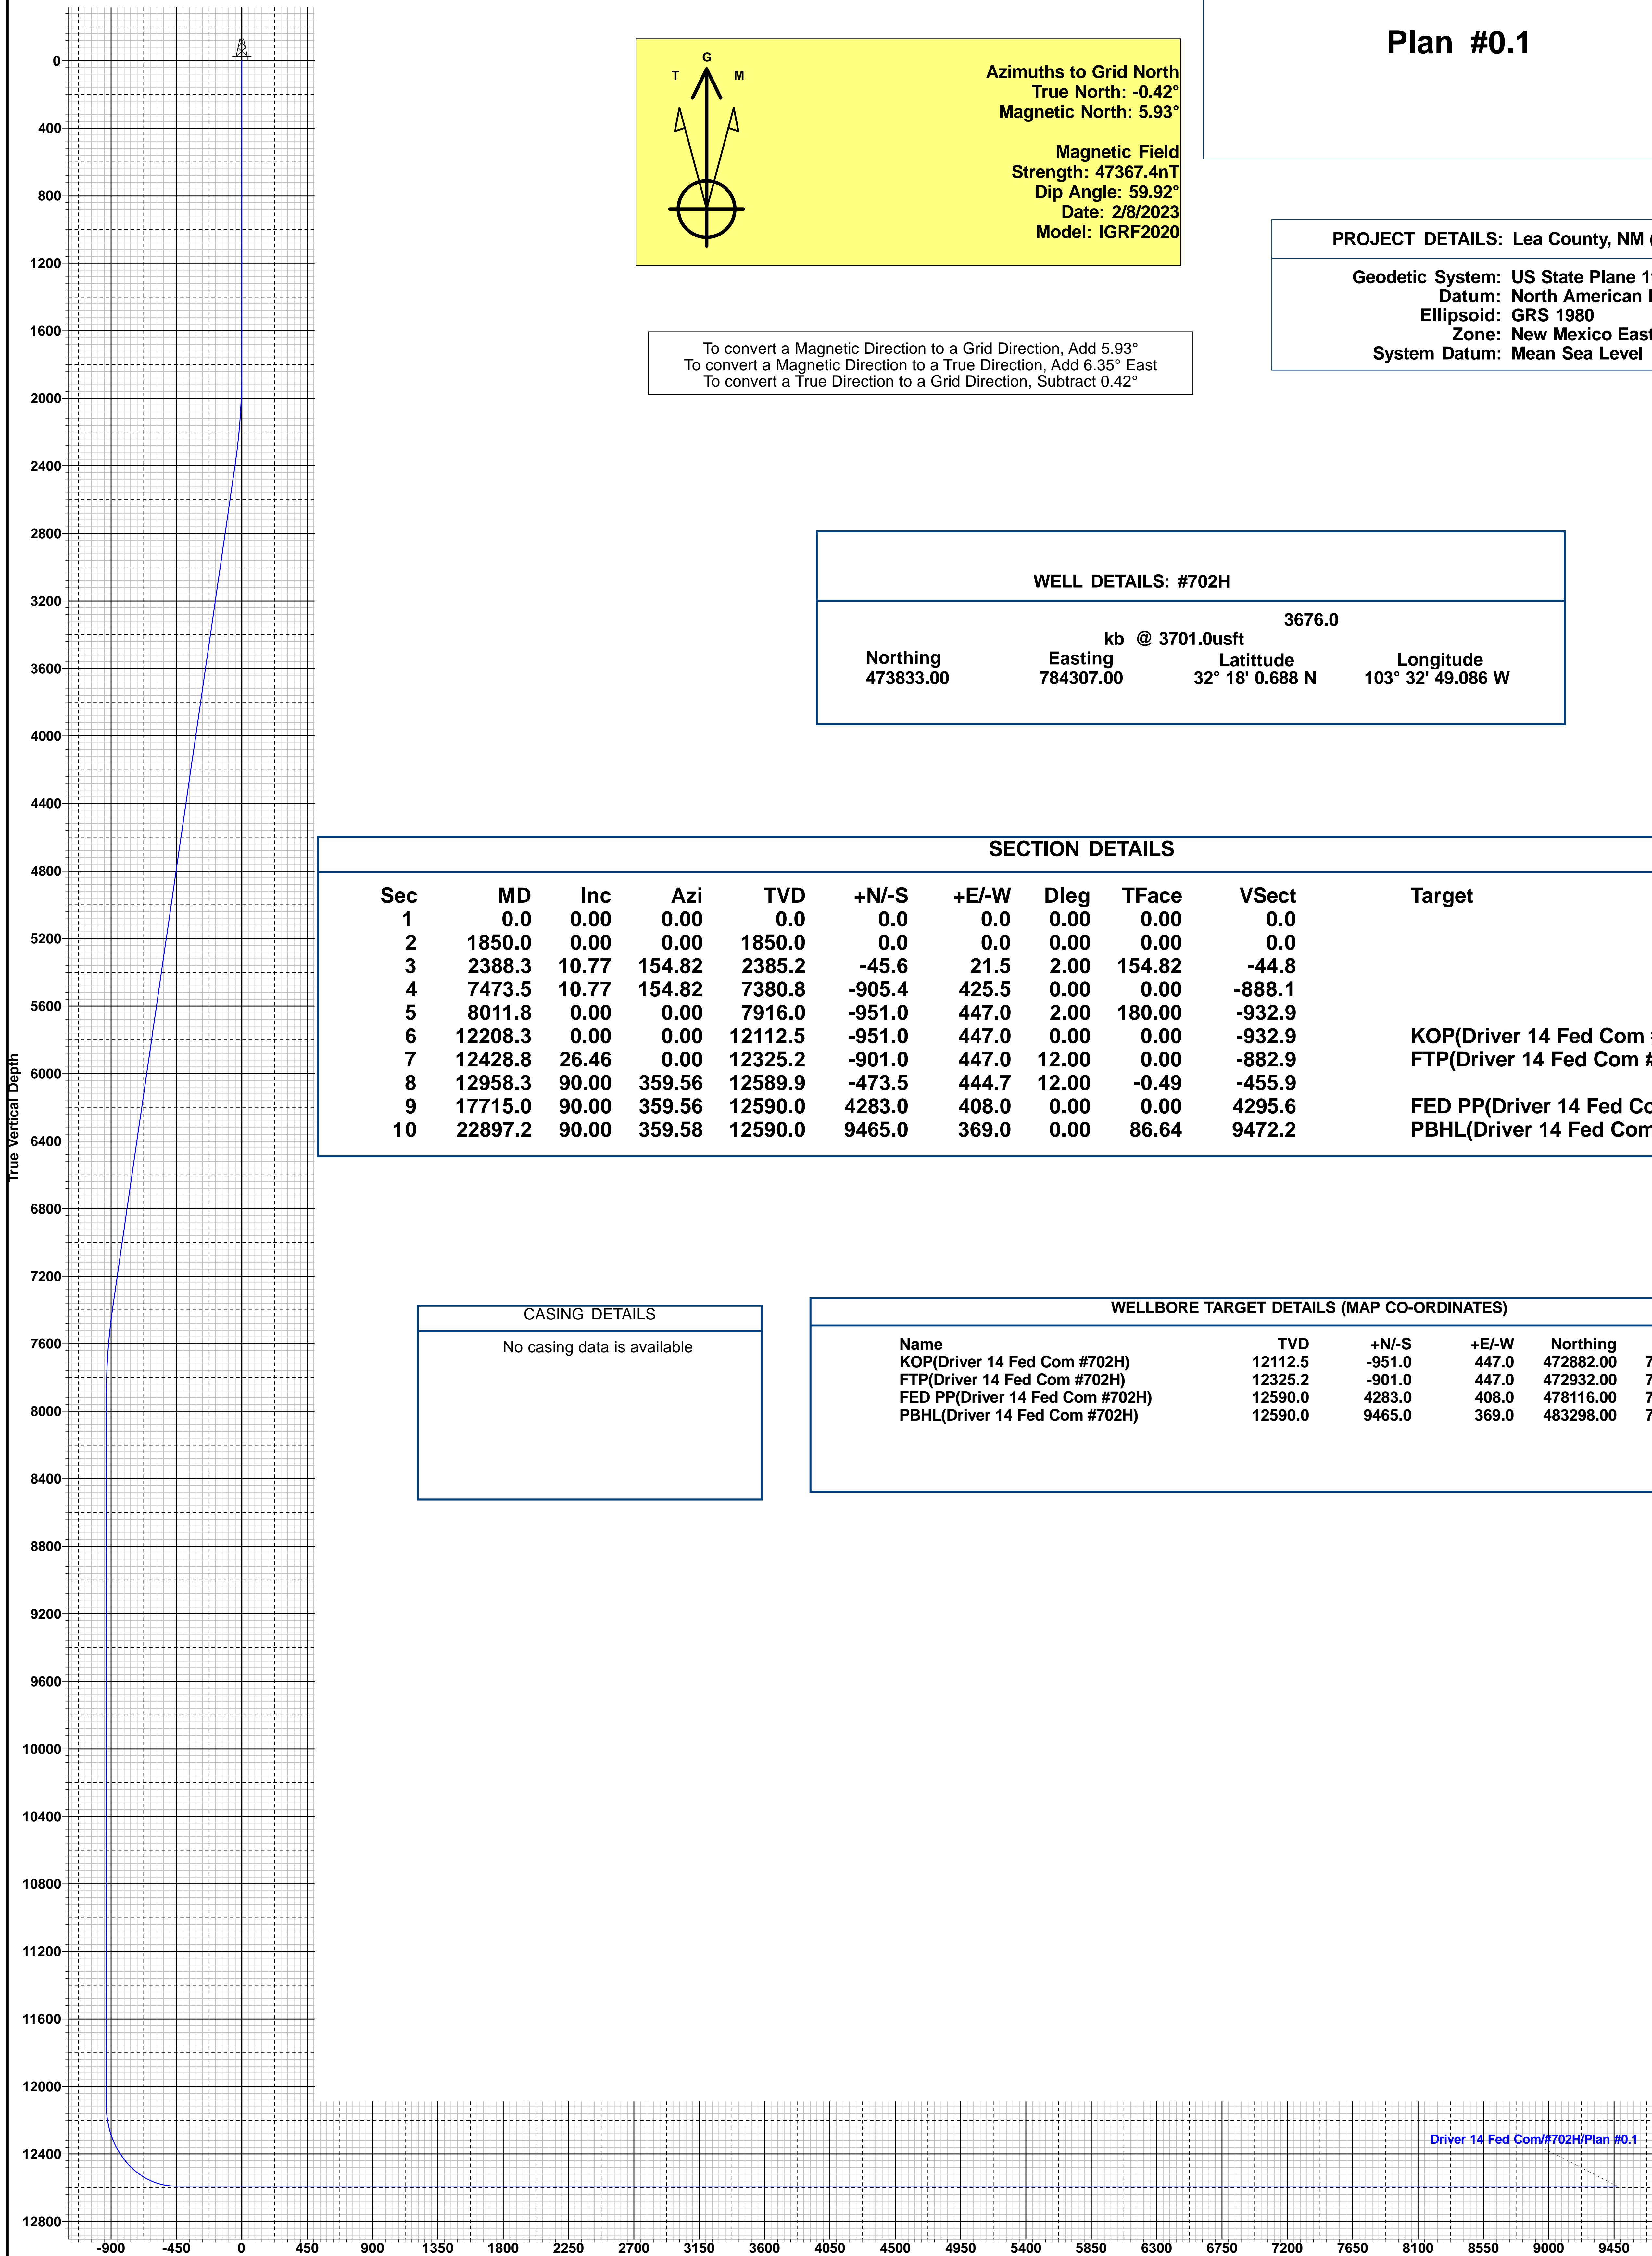 Plan #0.1
T G M
Azimuths to Grid North
True North: -0.42°
Magnetic North: 5.93°
Magnetic Field
Strength: 47367.4nT
Dip Angle: 59.92°
Date: 2/8/2023
Model: IGRF2020
PROJECT DETAILS: Lea County, NM
Geodetic System: US State Plane
Datum: North American
Ellipsoid: GRS 1980
Zone: New Mexico East
System Datum: Mean Sea Level
To convert a Magnetic Direction to a Grid Direction, Add 5.93°
To convert a Magnetic Direction to a True Direction, Add 6.35° East
To convert a True Direction to a Grid Direction, Subtract 0.42°
WELL DETAILS: #702H
3676.0
kb @ 3701.0usft
Northing Easting Latittude Longitude
473833.00 784307.00 32° 18' 0.688 N 103° 32' 49.086 W
SECTION DETAILS
Sec MD Inc Azi TVD +N/-S +E/-W Dleg TFace VSect Target
1 0.0 0.00 0.00 0.0 0.0 0.0 0.00 0.00 0.0
2 1850.0 0.00 0.00 1850.0 0.0 0.0 0.00 0.00 0.0
3 2388.3 10.77 154.82 2385.2 -45.6 21.5 2.00 154.82 -44.8
4 7473.5 10.77 154.82 7380.8 -905.4 425.5 0.00 0.00 -888.1
5 8011.8 0.00 0.00 7916.0 -951.0 447.0 2.00 180.00 -932.9
6 12208.3 0.00 0.00 12112.5 -951.0 447.0 0.00 0.00 -932.9 KOP(Driver 14 Fed Com
7 12428.8 26.46 0.00 12325.2 -901.0 447.0 12.00 0.00 -882.9 FTP(Driver 14 Fed Com
8 12958.3 90.00 359.56 12589.9 -473.5 444.7 12.00 -0.49 -455.9
9 17715.0 90.00 359.56 12590.0 4283.0 408.0 0.00 0.00 4295.6 FED PP(Driver 14 Fed
10 22897.2 90.00 359.58 12590.0 9465.0 369.0 0.00 86.64 9472.2 PBHL(Driver 14 Fed
CASING DETAILS
No casing data is available
WELLBORE TARGET DETAILS (MAP CO-ORDINATES)
Name TVD +N/-S +E/-W Northing
KOP(Driver 14 Fed Com #702H) 12112.5 -951.0 447.0 472882.00
FTP(Driver 14 Fed Com #702H) 12325.2 -901.0 447.0 472932.00
FED PP(Driver 14 Fed Com #702H) 12590.0 4283.0 408.0 478116.00
PBHL(Driver 14 Fed Com #702H) 12590.0 9465.0 369.0 483298.00
True Vertical Depth
0
400
800
1200
1600
2000
2400
2800
3200
3600
4000
4400
4800
5200
5600
6000
6400
6800
7200
7600
8000
8400
8800
9200
9600
10000
10400
10800
11200
11600
12000
12400
12800
Driver 14 Fed Com/#702H/Plan #0.1
-900 -450 0 450 900 1350 1800 2250 2700 3150 3600 4050 4500 4950 5400 5850 6300 6750 7200 7650 8100 8550 9000 9450